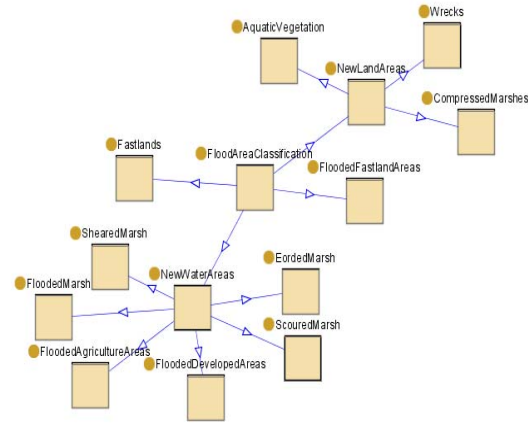 Wrecks
AquaticVegetation
NewLandAreas
CompressedMarshes
Fastlands
FloodAreaClassification
FloodedFastlandAreas
ShearedMarsh
NewWaterAreas
EordedMarsh
FloodedMarsh
ScouredMarsh
FloodedAgricultureAreas
FloodedDevelopedAreas